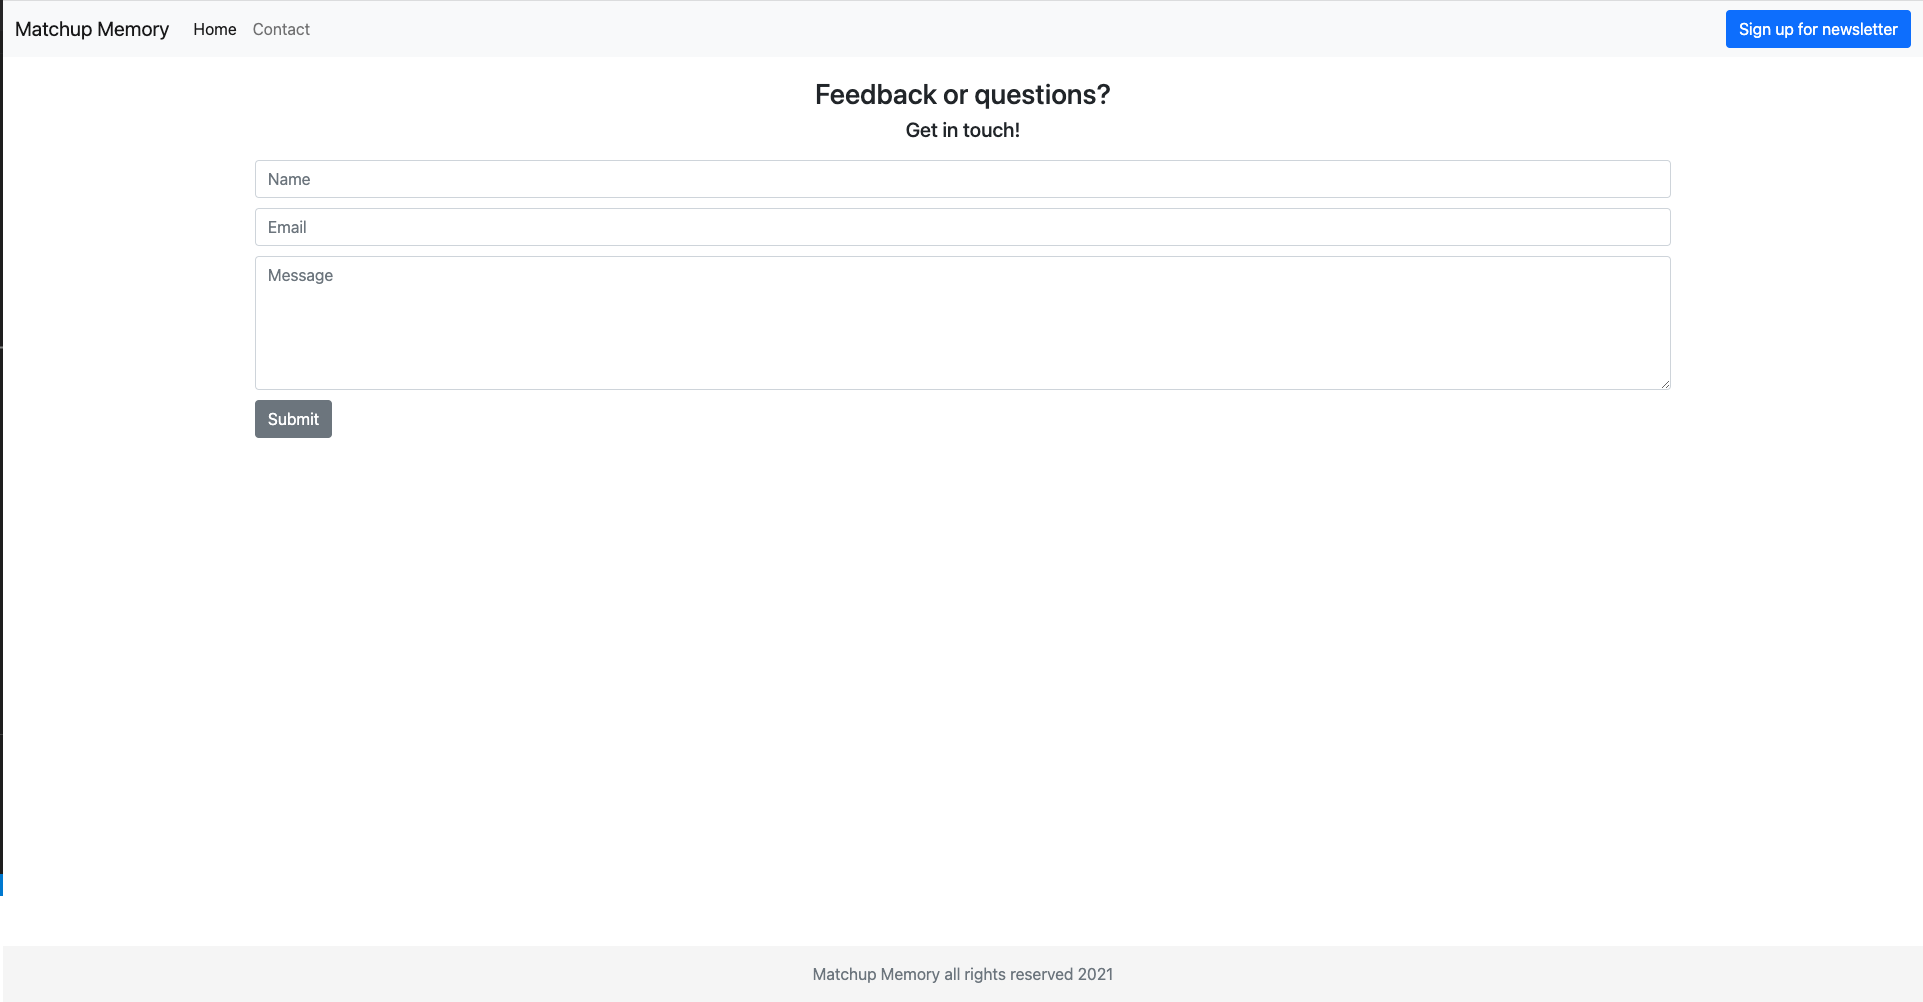 Matchup Memory Home Contact Sign up for newsletter
Feedback or questions?
Get in touch!
Name
Email
Message
Submit
Matchup Memory all rights reserved 2021